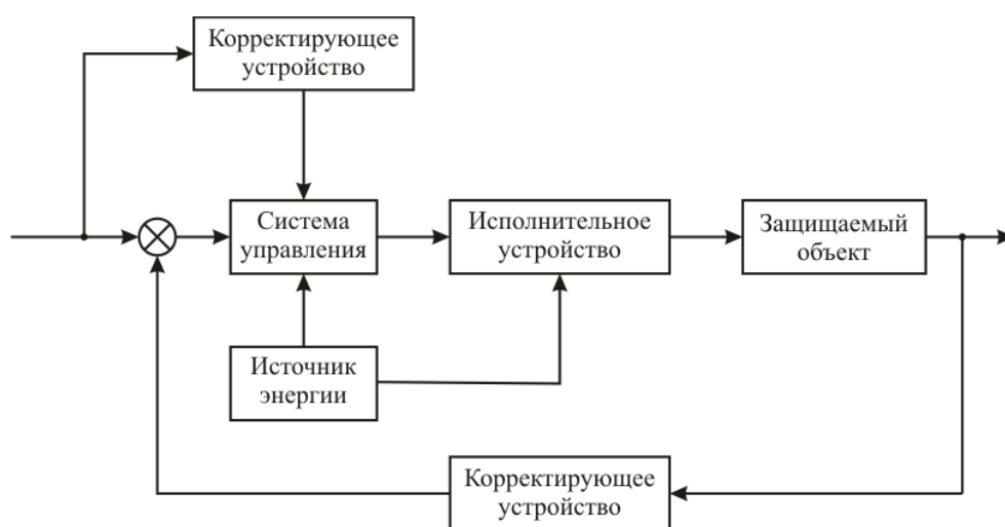 Корректирующее
устройство
Система
управления
Исполнительное
устройство
Защищаемый
объект
Источник
энергии
Корректирующее
устройство